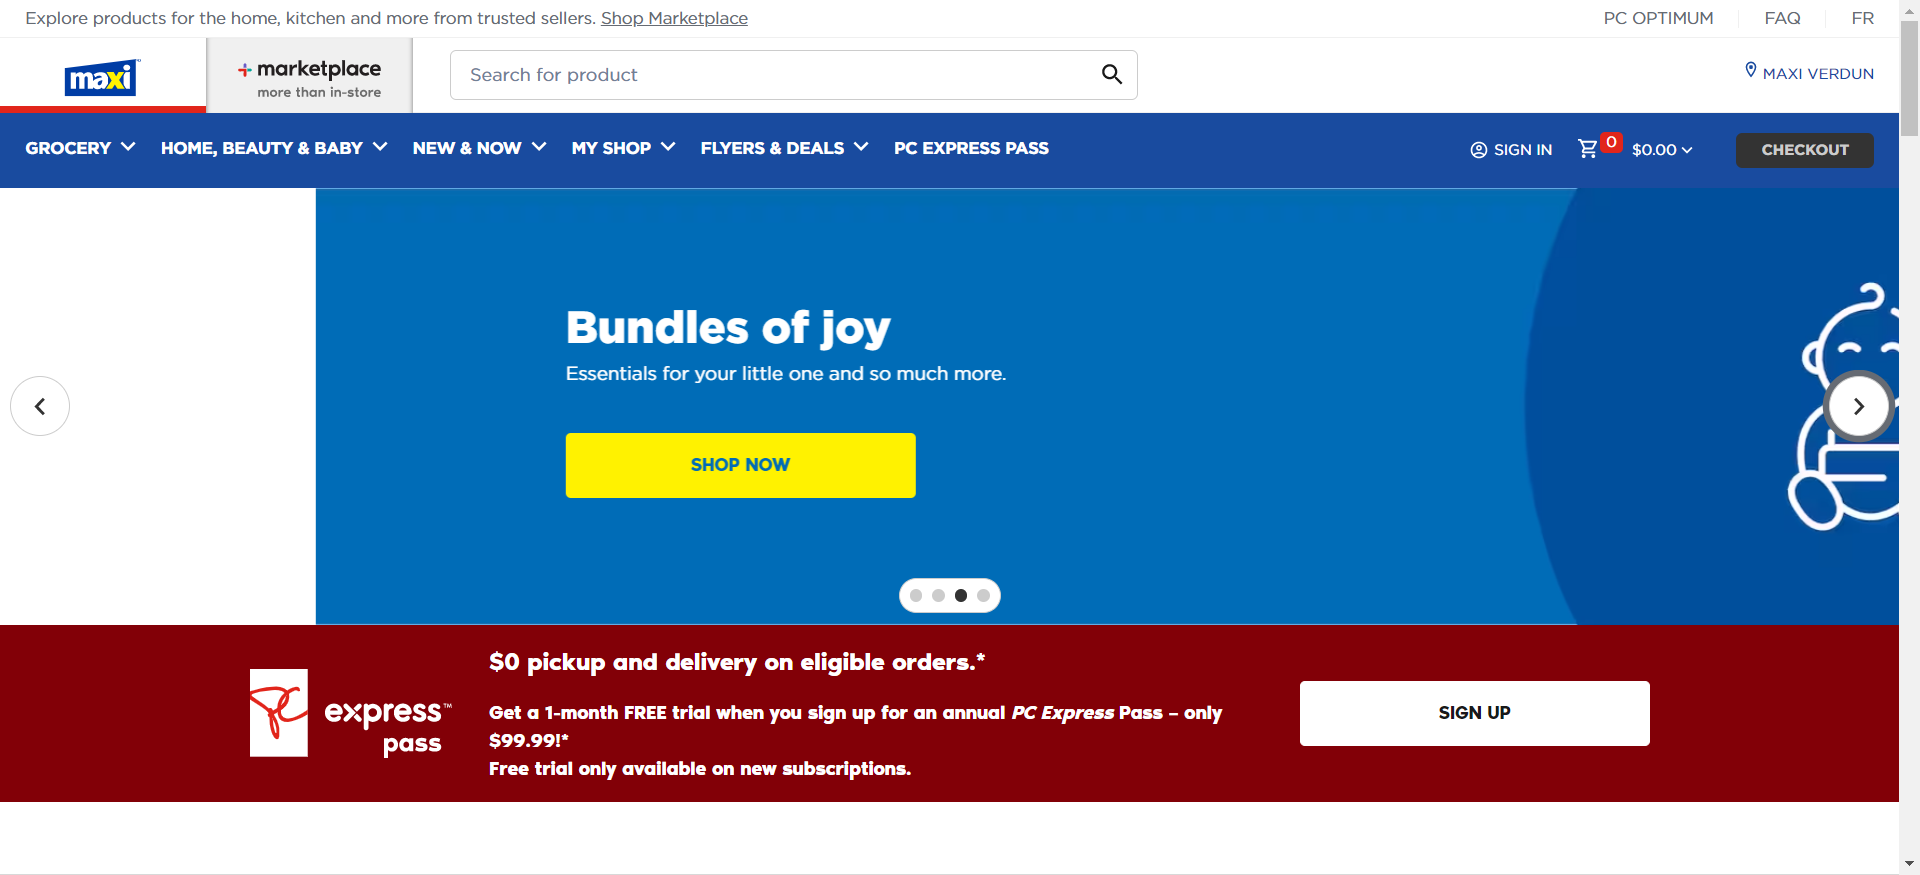 Explore products for the home, kitchen and more from trusted sellers. Shop Marketplace
PC OPTIMUM
FAQ
FR
maxi
marketplace
more than in-store
Search for product
MAXI VERDUN
GROCERY
HOME, BEAUTY & BABY
NEW & NOW
MY SHOP
FLYERS & DEALS
PC EXPRESS PASS
SIGN IN
0
$0.00
CHECKOUT
Bundles of joy
Essentials for your little one and so much more.
SHOP NOW
PC
express™
pass
$0 pickup and delivery on eligible orders.*
Get a 1-month FREE trial when you sign up for an annual PC Express Pass – only
$99.99!*
Free trial only available on new subscriptions.
SIGN UP